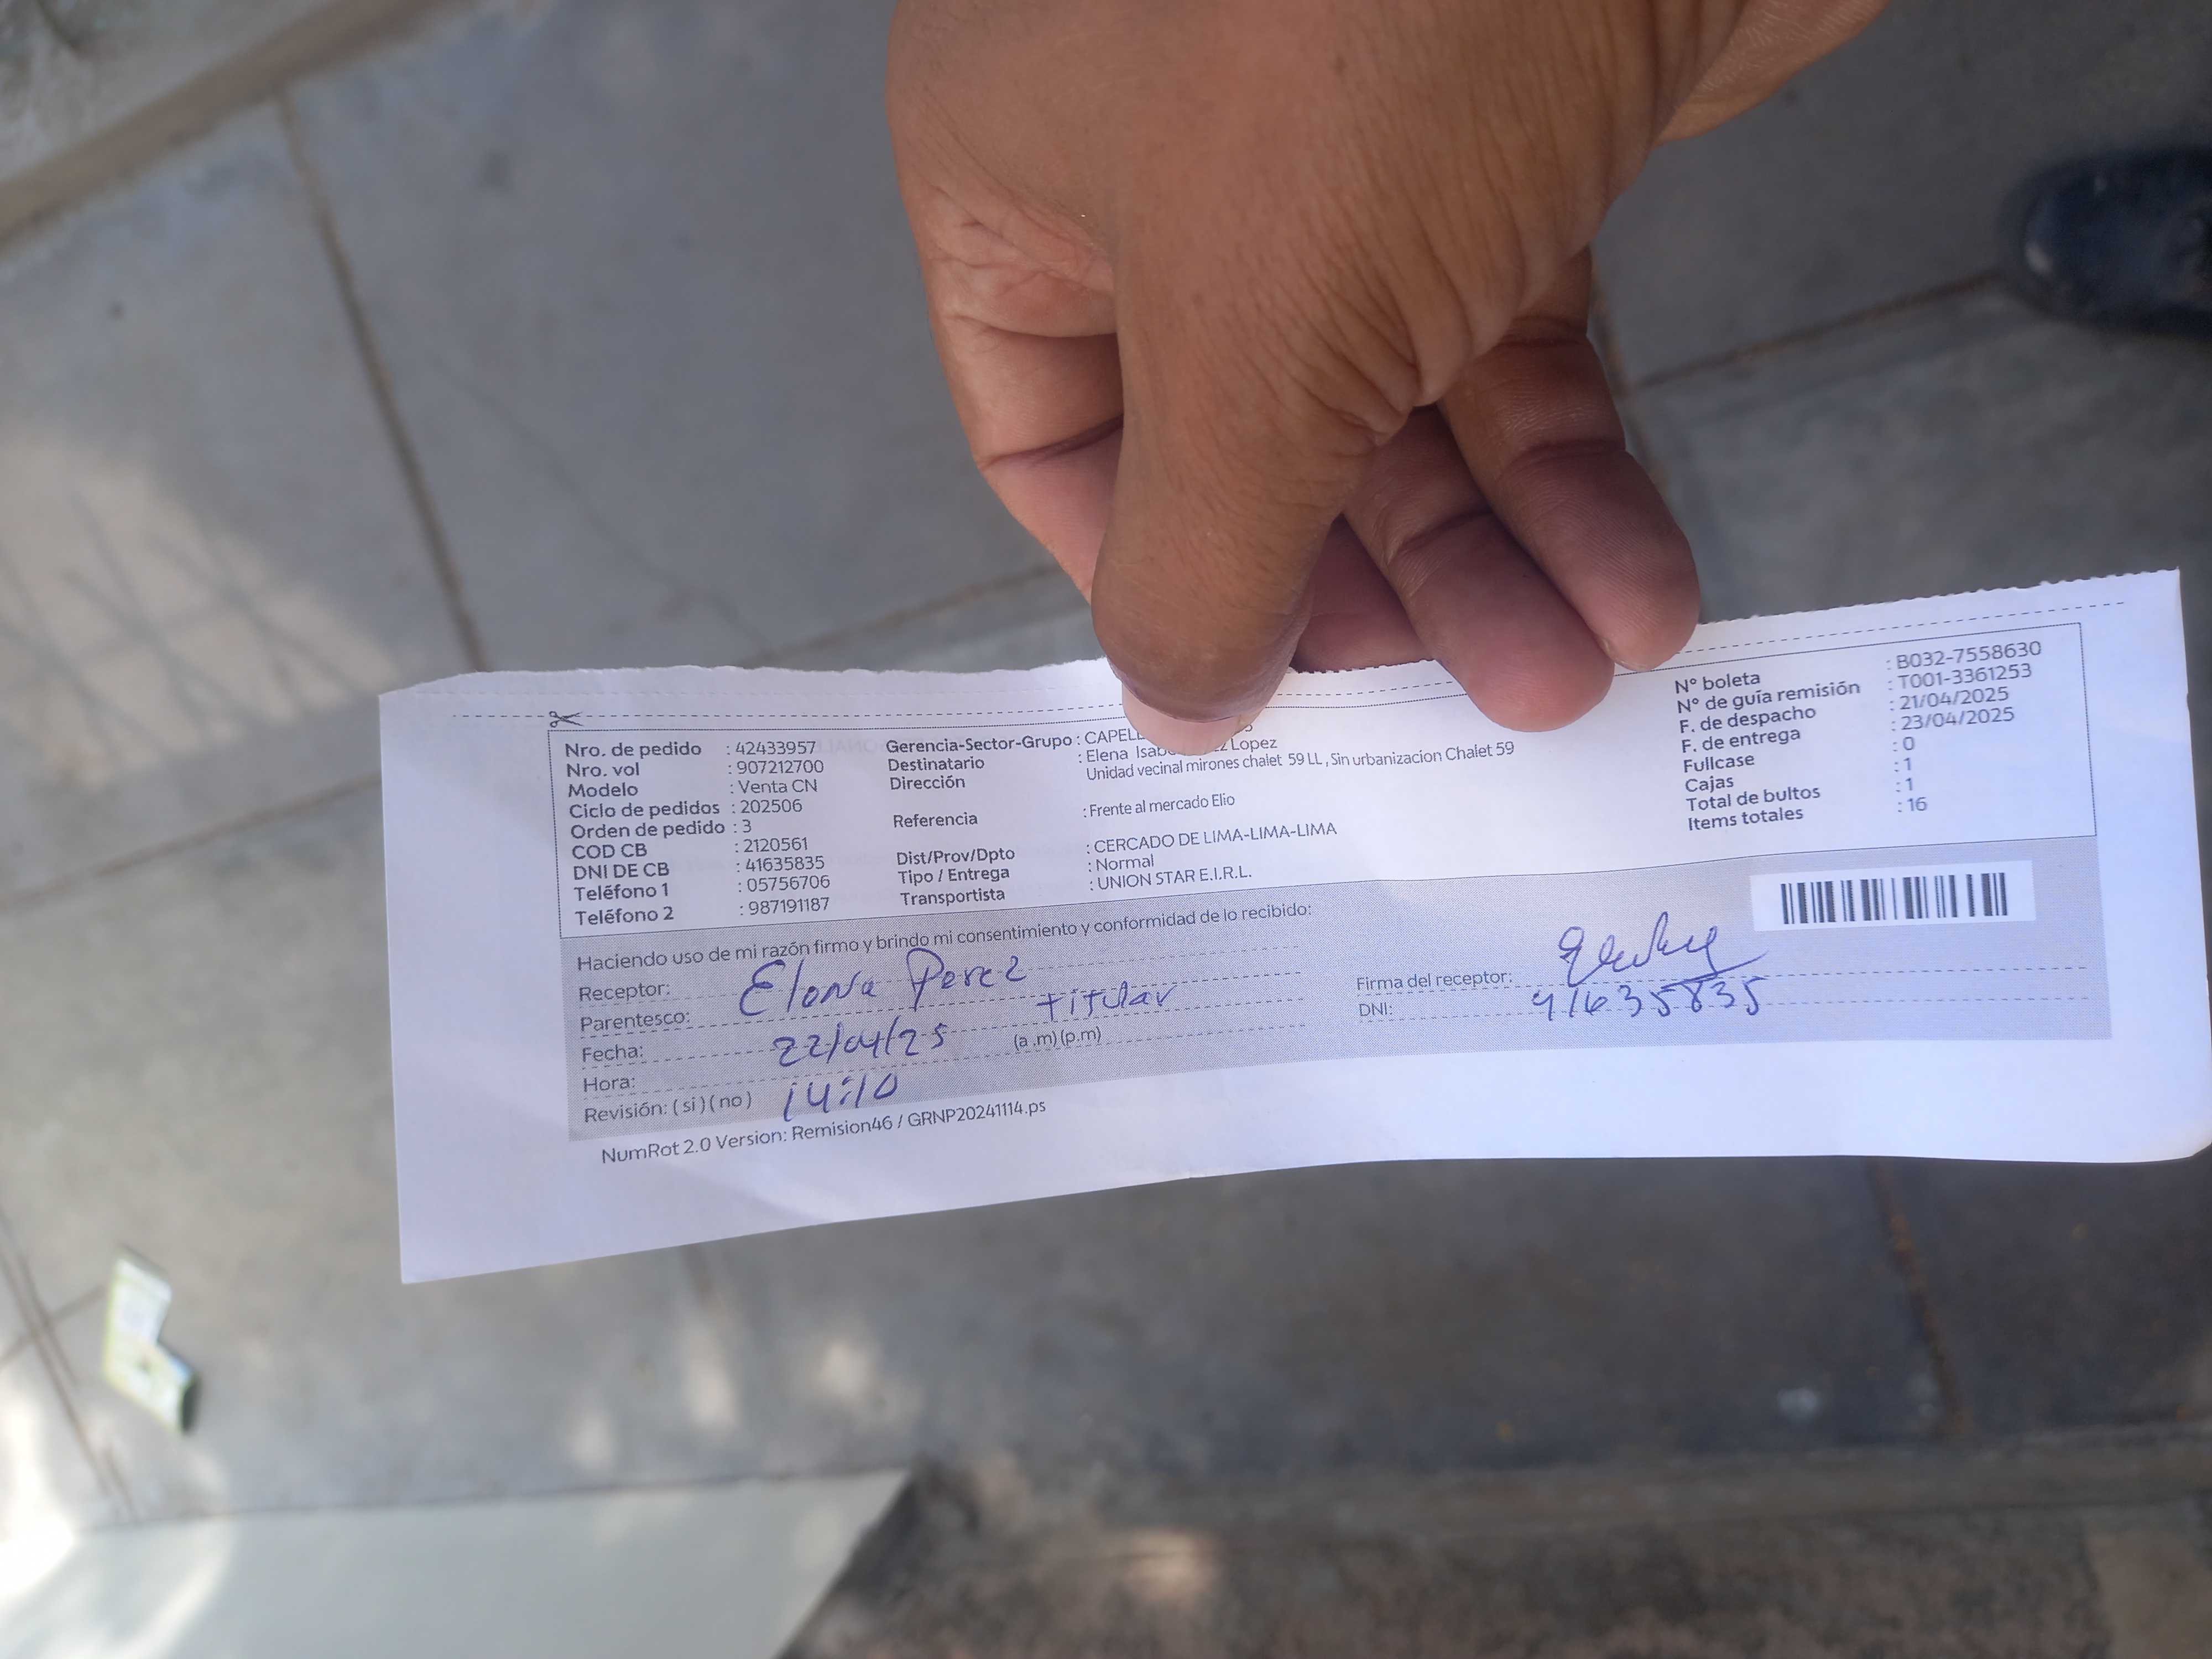 Nro. de pedido : 42433957
Nro. vol : 907212700
Modelo : Venta CN
Ciclo de pedidos : 202506
Orden de pedido : 3
COD CB : 2120561
DNI DE CB : 41635835
Teléfono 1 : 05756706
Teléfono 2 : 987191187
Gerencia-Sector-Grupo :
Destinatario : Elena Lopez
Dirección Unidad vecinal mirones chalet 59 LL , Sin urbanizacion Chalet 59
Referencia : Frente al mercado Elio
Dist/Prov/Dpto : CERCADO DE LIMA-LIMA-LIMA
Tipo / Entrega : Normal
Transportista : UNION STAR E.I.R.L.
N° boleta : B032-7558630
N° de guía remisión : T001-3361253
F. de despacho : 21/04/2025
F. de entrega : 23/04/2025
Fullcase : 0
Cajas : 1
Total de bultos : 1
Items totales : 16
Haciendo uso de mi razón firmo y brindo mi consentimiento y conformidad de lo recibido:
Receptor: Elena Perez
Parentesco: titular
Fecha: 22/04/25 (a .m) (p.m)
Hora: 14:10
Revisión: ( si ) ( no )
Firma del receptor:
DNI: 41635835
NumRot 2.0 Version: Remision46 / GRNP20241114.ps